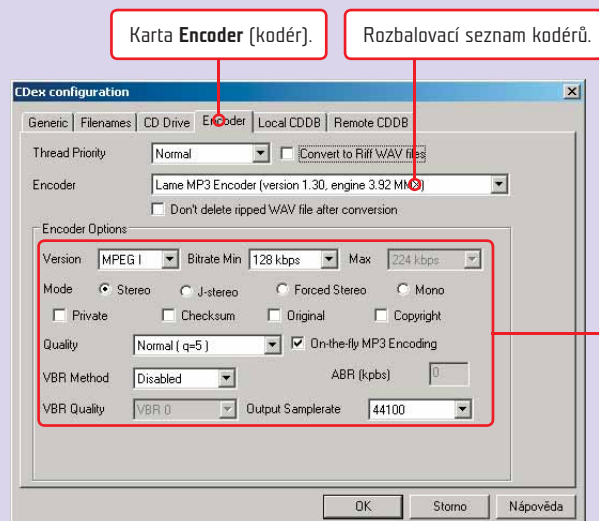 Karta Encoder (kodér).
Rozbalovací seznam kodérů.
CDex configuration
Generic Filenames CD Drive Encoder Local CDDB Remote CDDB
Thread Priority Normal Convert to Riff WAV files
Encoder Lame MP3 Encoder (version 1.30, engine 3.92 MMX)
Don't delete ripped WAV file after conversion
Encoder Options
Version MPEG I Bitrate Min 128 kbps Max 224 kbps
Mode Stereo J-stereo Forced Stereo Mono
Private Checksum Original Copyright
Quality Normal ( q=5 ) On-the-fly MP3 Encoding
VBR Method Disabled ABR (kpbs) 0
VBR Quality VBR 0 Output Samplerate 44100
OK Storno Nápověda